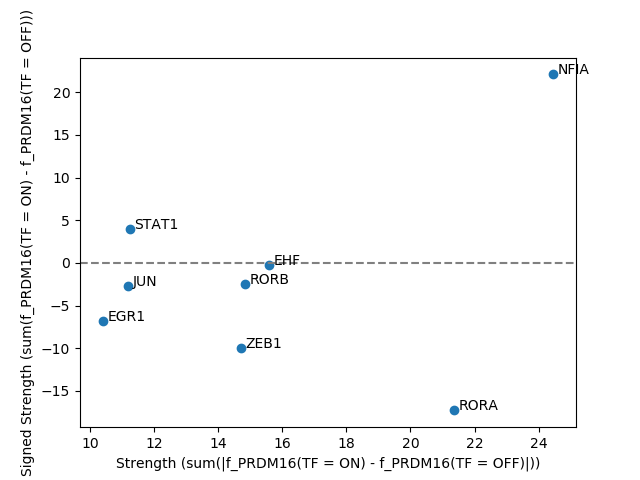 Signed Strength (sum(f_PRDM16(TF = ON) - f_PRDM16(TF = OFF)))
20
15
10
5
0
−5
−10
−15
NFIA
STAT1
EHF
JUN
RORB
EGR1
ZEB1
RORA
10 12 14 16 18 20 22 24
Strength (sum(|f_PRDM16(TF = ON) - f_PRDM16(TF = OFF)|))